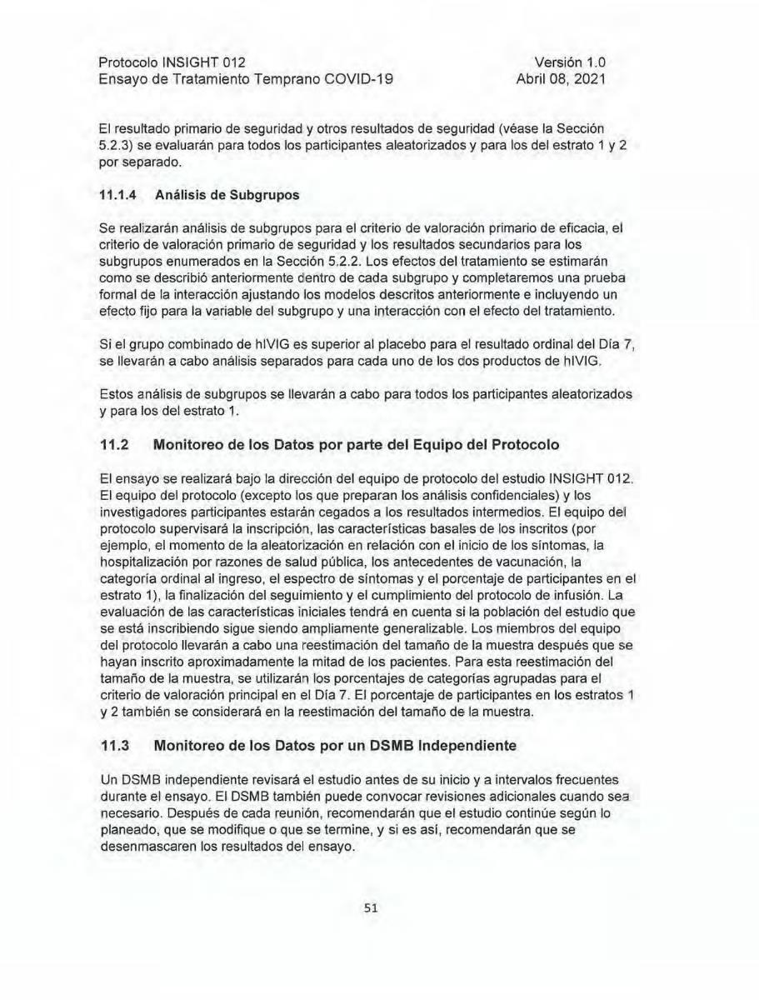 Protocolo INSIGHT 012 Versión 1.0
Ensayo de Tratamiento Temprano COVID-19 Abril 08, 2021
El resultado primario de seguridad y otros resultados de seguridad (véase la Sección
5.2.3) se evaluarán para todos los participantes aleatorizados y para los del estrato 1 y 2
por separado.
11.1.4 Análisis de Subgrupos
Se realizarán análisis de subgrupos para el criterio de valoración primario de eficacia, el
criterio de valoración primario de seguridad y los resultados secundarios para los
subgrupos enumerados en la Sección 5.2.2. Los efectos del tratamiento se estimarán
como se describió anteriormente dentro de cada subgrupo y completaremos una prueba
formal de la interacción ajustando los modelos descritos anteriormente e incluyendo un
efecto fijo para la variable del subgrupo y una interacción con el efecto del tratamiento.
Si el grupo combinado de hIVIG es superior al placebo para el resultado ordinal del Día 7,
se llevarán a cabo análisis separados para cada uno de los dos productos de hIVIG.
Estos análisis de subgrupos se llevarán a cabo para todos los participantes aleatorizados
y para los del estrato 1.
11.2 Monitoreo de los Datos por parte del Equipo del Protocolo
El ensayo se realizará bajo la dirección del equipo de protocolo del estudio INSIGHT 012.
El equipo del protocolo (excepto los que preparan los análisis confidenciales) y los
investigadores participantes estarán cegados a los resultados intermedios. El equipo del
protocolo supervisará la inscripción, las características basales de los inscritos (por
ejemplo, el momento de la aleatorización en relación con el inicio de los síntomas, la
hospitalización por razones de salud pública, los antecedentes de vacunación, la
categoría ordinal al ingreso, el espectro de síntomas y el porcentaje de participantes en el
estrato 1), la finalización del seguimiento y el cumplimiento del protocolo de infusión. La
evaluación de las características iniciales tendrá en cuenta si la población del estudio que
se está inscribiendo sigue siendo ampliamente generalizable. Los miembros del equipo
del protocolo llevarán a cabo una reestimación del tamaño de la muestra después que se
hayan inscrito aproximadamente la mitad de los pacientes. Para esta reestimación del
tamaño de la muestra, se utilizarán los porcentajes de categorías agrupadas para el
criterio de valoración principal en el Día 7. El porcentaje de participantes en los estratos 1
y 2 también se considerará en la reestimación del tamaño de la muestra.
11.3 Monitoreo de los Datos por un DSMB Independiente
Un DSMB independiente revisará el estudio antes de su inicio y a intervalos frecuentes
durante el ensayo. El DSMB también puede convocar revisiones adicionales cuando sea
necesario. Después de cada reunión, recomendarán que el estudio continúe según lo
planeado, que se modifique o que se termine, y si es así, recomendarán que se
desenmascaren los resultados del ensayo.
51